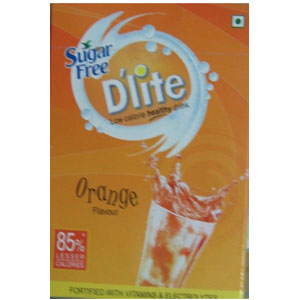 Sugar
Free
D'lite
Low calorie healthy drink
Orange
Flavour
85%
LESSER
CALORIES
FORTIFIED WITH VITAMINS & ELECTROLYTES